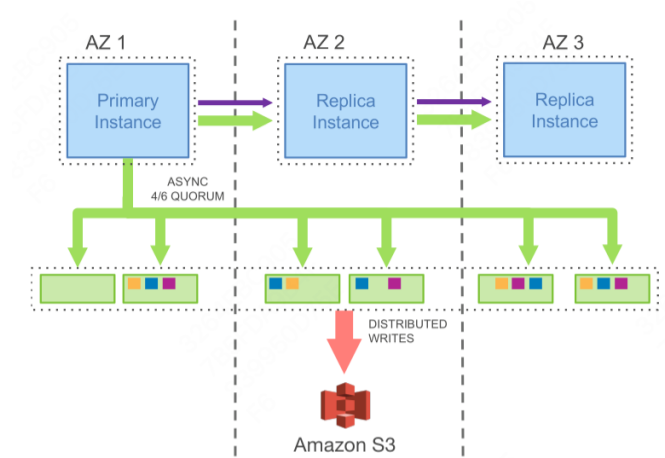 AZ 1
AZ 2
AZ 3
Primary
Instance
Replica
Instance
Replica
Instance
ASYNC
4/6 QUORUM
DISTRIBUTED
WRITES
Amazon S3